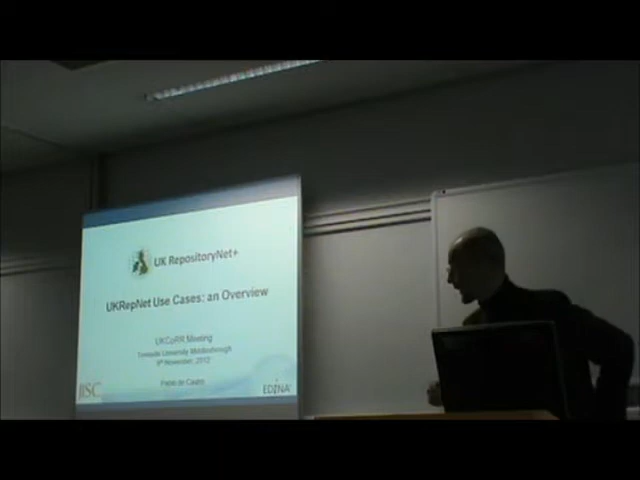 UK RepositoryNet+
UKRepNet Use Cases: an Overview
UKCoRR Meeting
Teesside University Middlesbrough
9th November, 2012
Pablo de Castro
JISC
EDINA